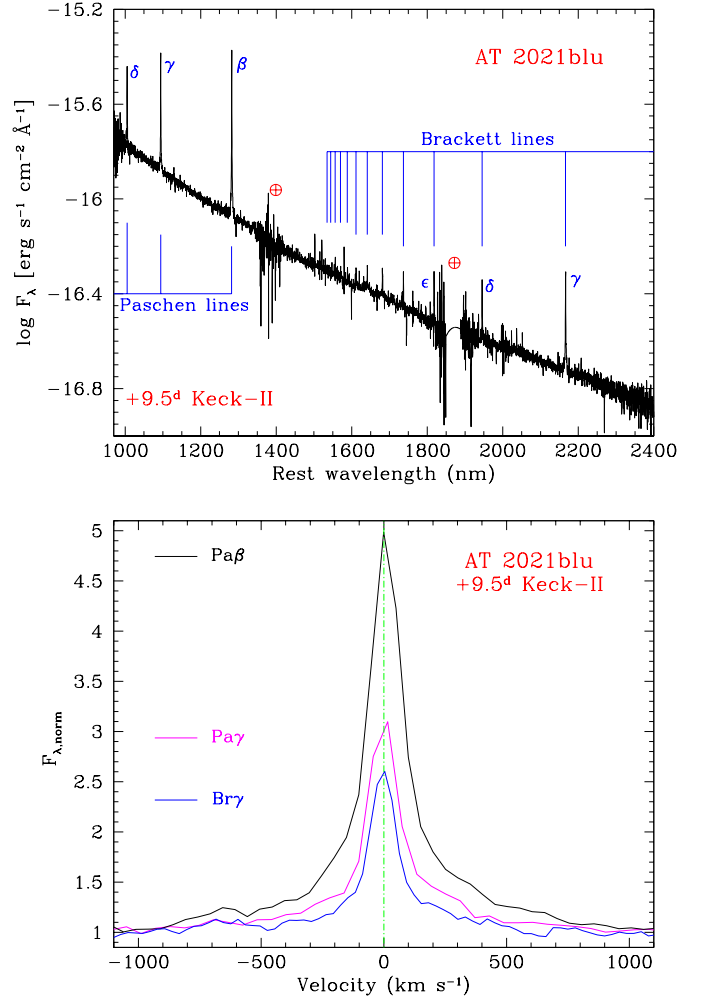 −15.2
AT 2021blu
δ γ β
−15.6
Brackett lines
−16
⊕
⊕
ϵ δ γ
−16.4
Paschen lines
−16.8
+9.5ᵈ Keck−II
log F_λ [erg s⁻¹ cm⁻² Å⁻¹]
1000 1200 1400 1600 1800 2000 2200 2400
Rest wavelength (nm)
5
Paβ
AT 2021blu
+9.5ᵈ Keck−II
4.5
4
3.5
3
Paγ
2.5
Brγ
2
1.5
1
F_λ,norm
−1000 −500 0 500 1000
Velocity (km s⁻¹)